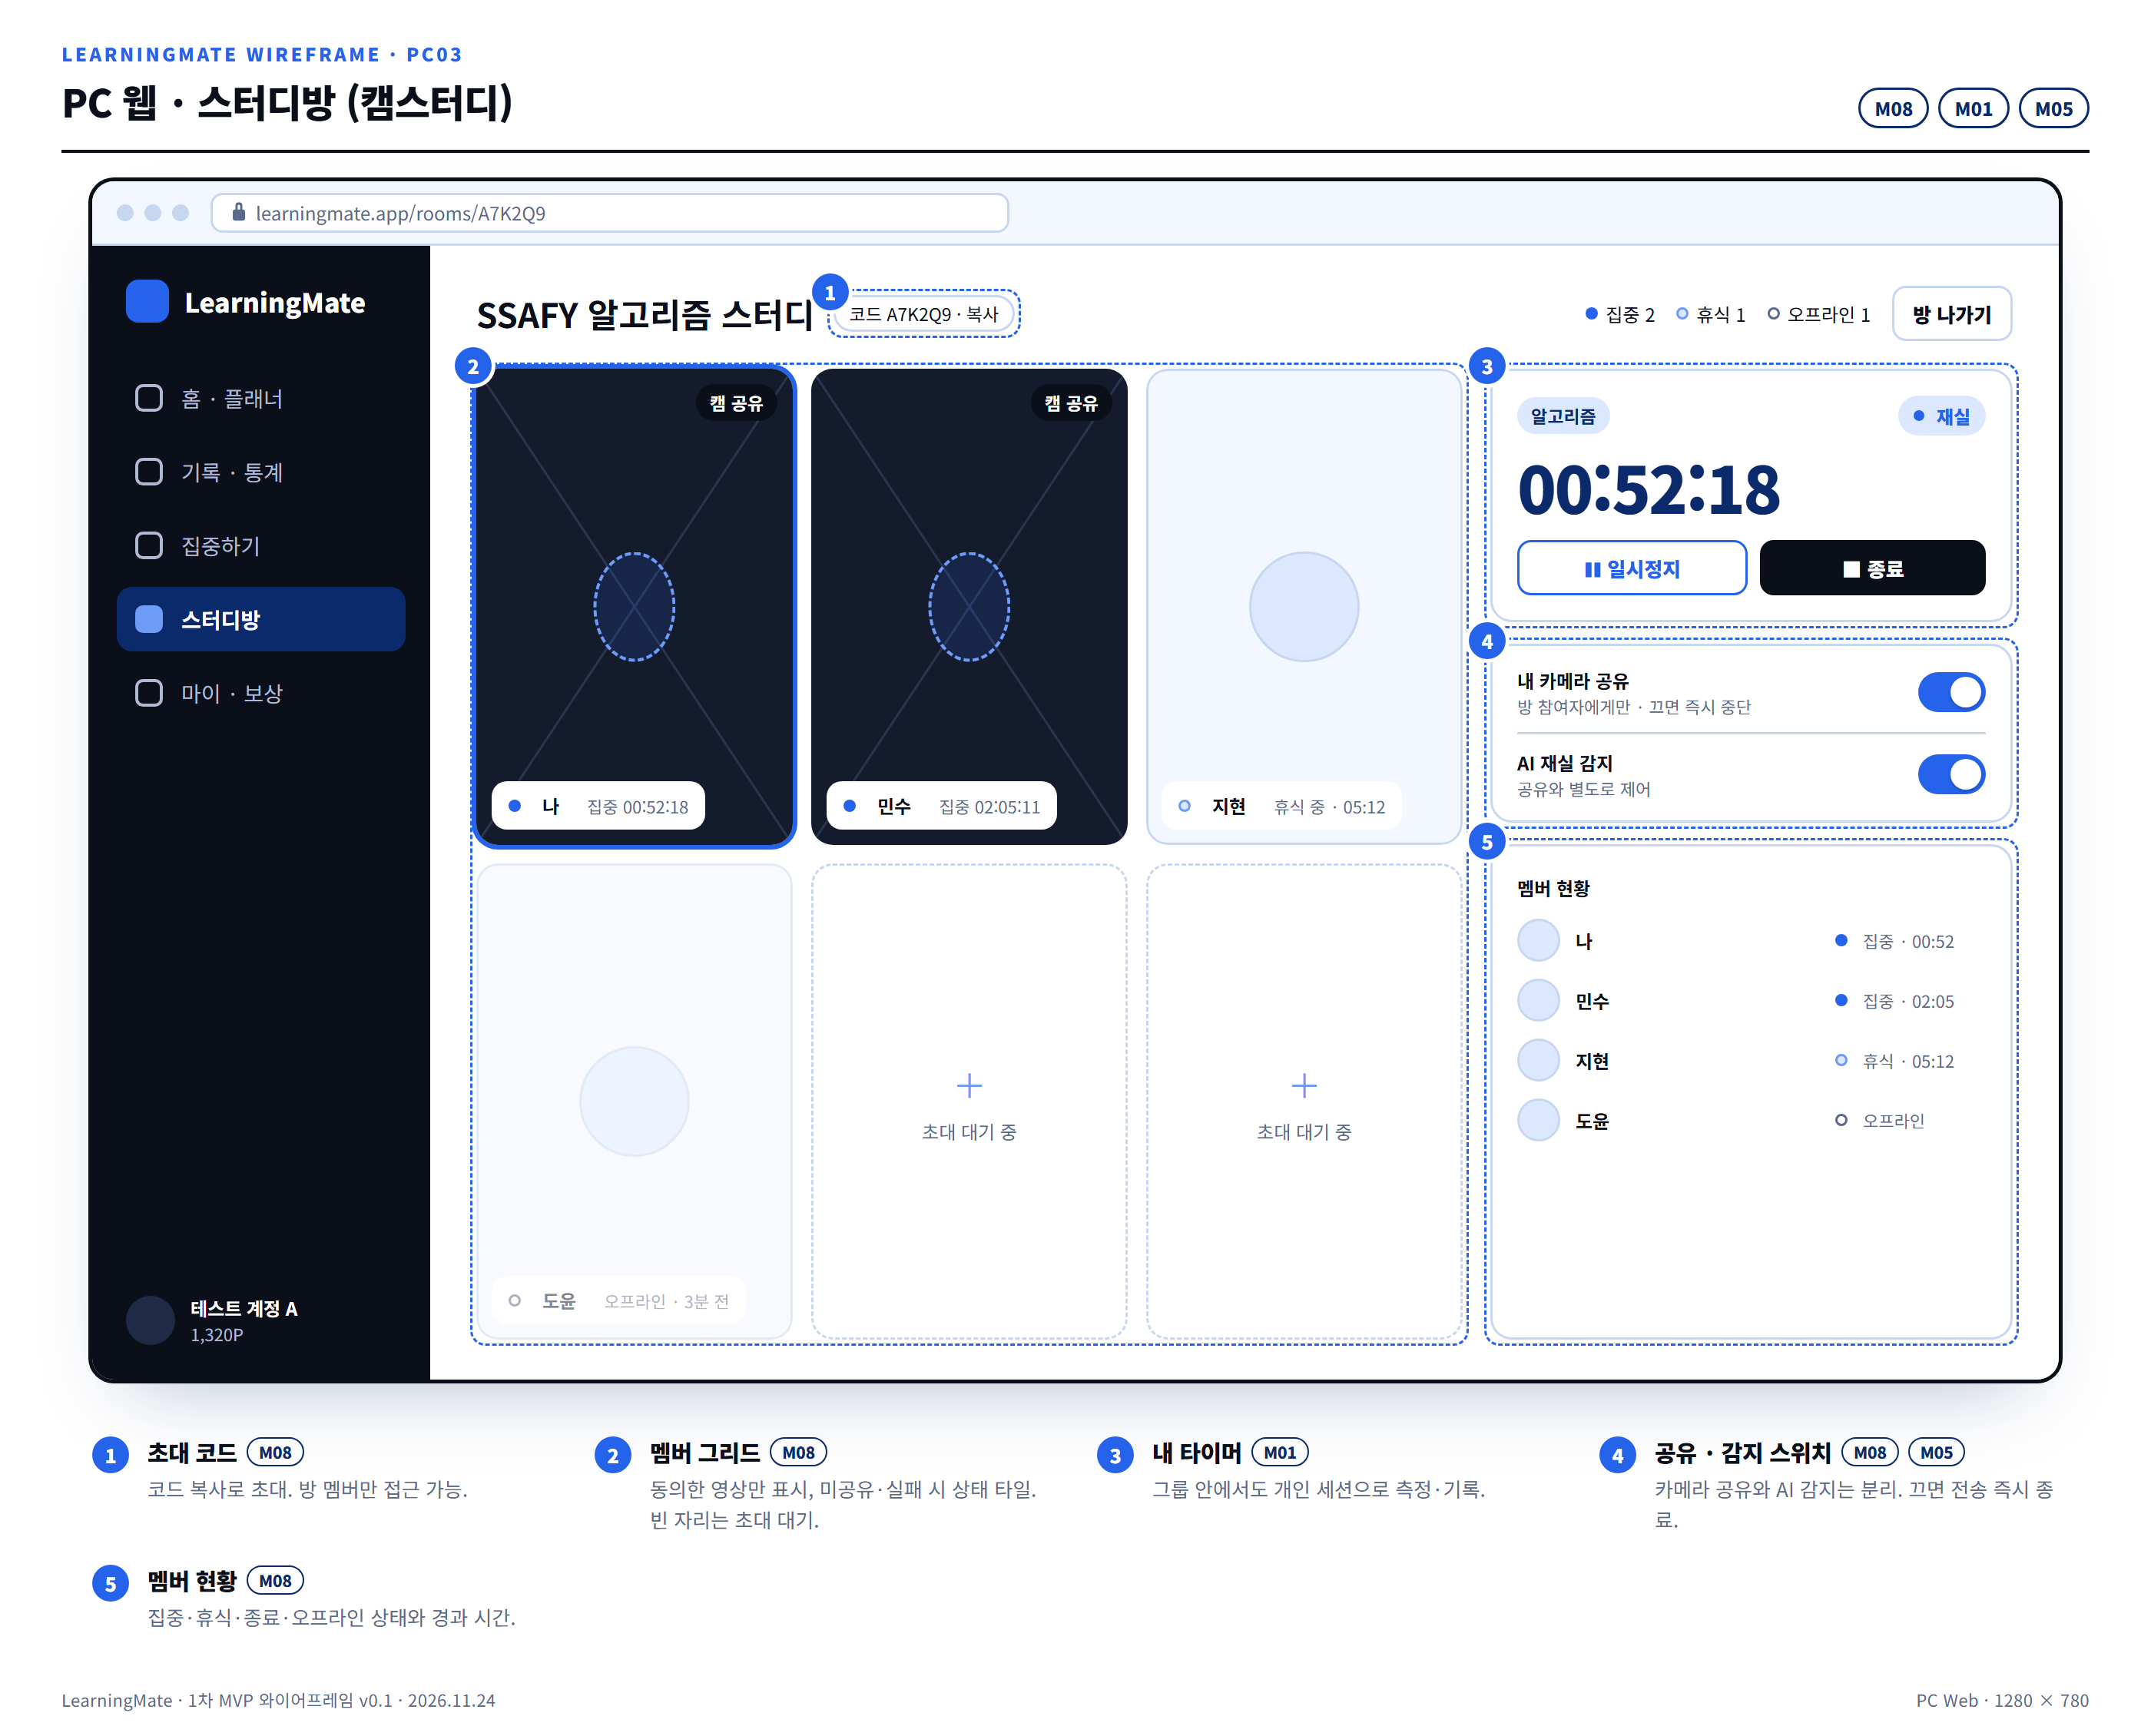 LEARNINGMATE WIREFRAME · PC03
PC 웹 · 스터디방 (캠스터디)
M08 M01 M05
learningmate.app/rooms/A7K2Q9
LearningMate
홈 · 플래너
기록 · 통계
집중하기
스터디방
마이 · 보상
테스트 계정 A
1,320P
SSAFY 알고리즘 스터디
1
코드 A7K2Q9 · 복사
집중 2 휴식 1 오프라인 1
방 나가기
2
캠 공유
나 집중 00:52:18
캠 공유
민수 집중 02:05:11
지현 휴식 중 · 05:12
도윤 오프라인 · 3분 전
+
초대 대기 중
+
초대 대기 중
3
알고리즘
재실
00:52:18
일시정지
종료
4
내 카메라 공유
방 참여자에게만 · 끄면 즉시 중단
AI 재실 감지
공유와 별도로 제어
5
멤버 현황
나 집중 · 00:52
민수 집중 · 02:05
지현 휴식 · 05:12
도윤 오프라인
1 초대 코드 M08
코드 복사로 초대. 방 멤버만 접근 가능.
2 멤버 그리드 M08
동의한 영상만 표시, 미공유·실패 시 상태 타일.
빈 자리는 초대 대기.
3 내 타이머 M01
그룹 안에서도 개인 세션으로 측정·기록.
4 공유 · 감지 스위치 M08 M05
카메라 공유와 AI 감지는 분리. 끄면 전송 즉시 종
료.
5 멤버 현황 M08
집중·휴식·종료·오프라인 상태와 경과 시간.
LearningMate · 1차 MVP 와이어프레임 v0.1 · 2026.11.24
PC Web · 1280 × 780